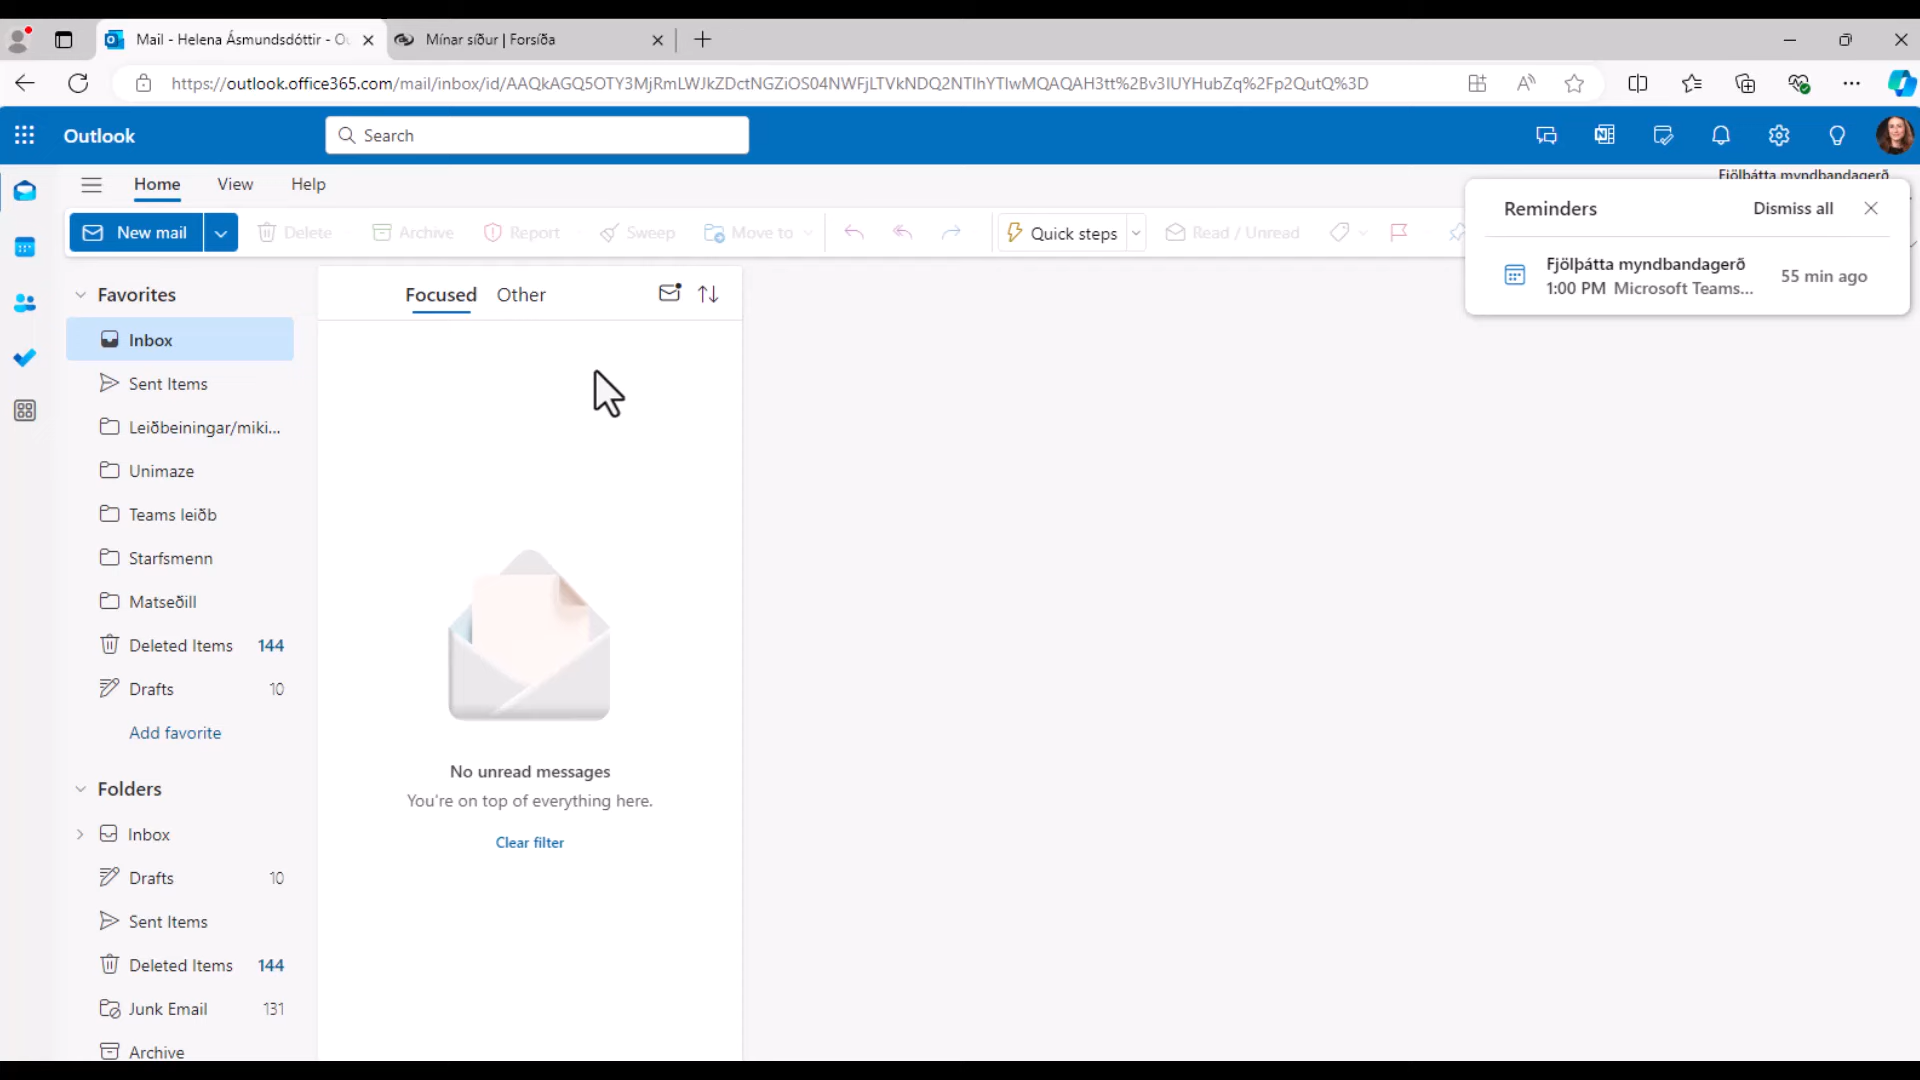 Mail - Helena Ásmundsdóttir - Ou
Mínar síður | Forsíða
https://outlook.office365.com/mail/inbox/id/AAQkAGQ5OTY3MjRmLWJkZDctNGZiOS04NWFjLTVkNDQ2NTIhYTIwMQAQAH3tt%2Bv3IUYHubZq%2Fp2QutQ%3D
Outlook
Search
Home
View
Help
Fjölþátta myndbandagerð
New mail
Delete
Archive
Report
Sweep
Move to
Quick steps
Read / Unread
Reminders
Dismiss all
Fjölþátta myndbandagerð
1:00 PM Microsoft Teams...
55 min ago
Favorites
Inbox
Sent Items
Leiðbeiningar/miki...
Unimaze
Teams leiðb
Starfsmenn
Matseðill
Deleted Items 144
Drafts 10
Add favorite
Folders
Inbox
Drafts 10
Sent Items
Deleted Items 144
Junk Email 131
Archive
Focused
Other
No unread messages
You're on top of everything here.
Clear filter